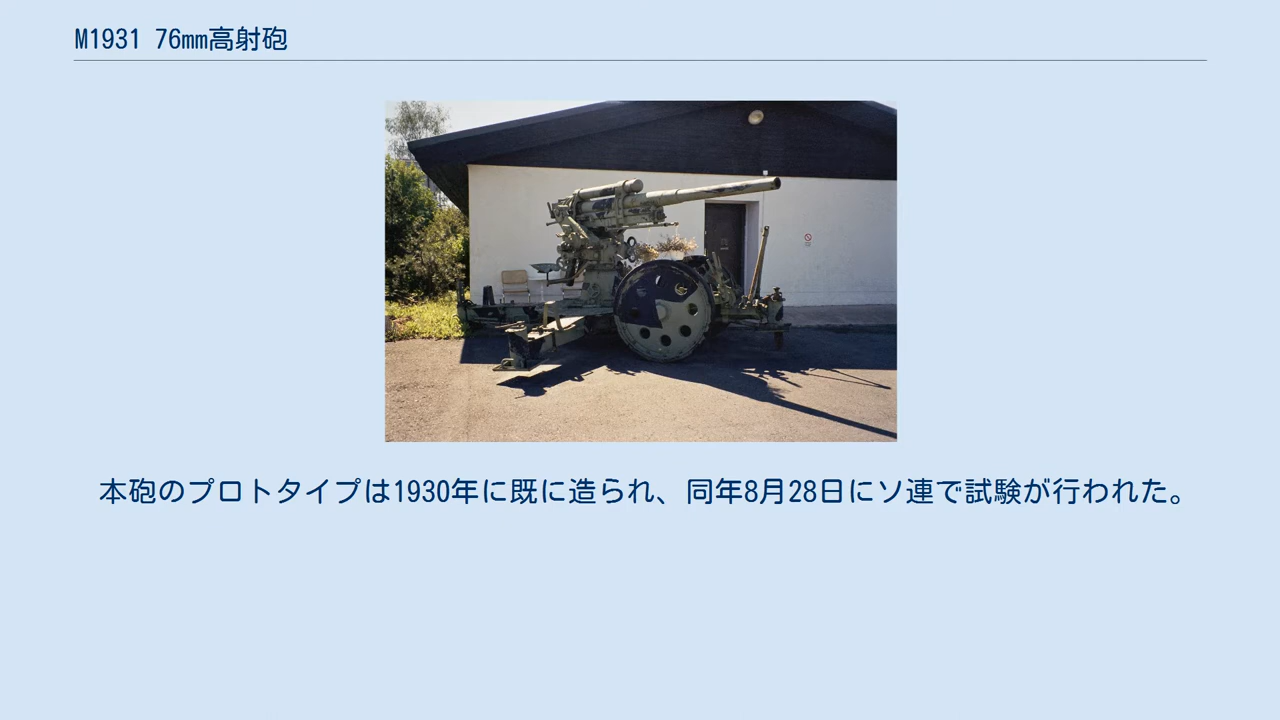 M1931 76mm高射砲
本砲のプロトタイプは1930年に既に造られ、同年8月28日にソ連で試験が行われた。